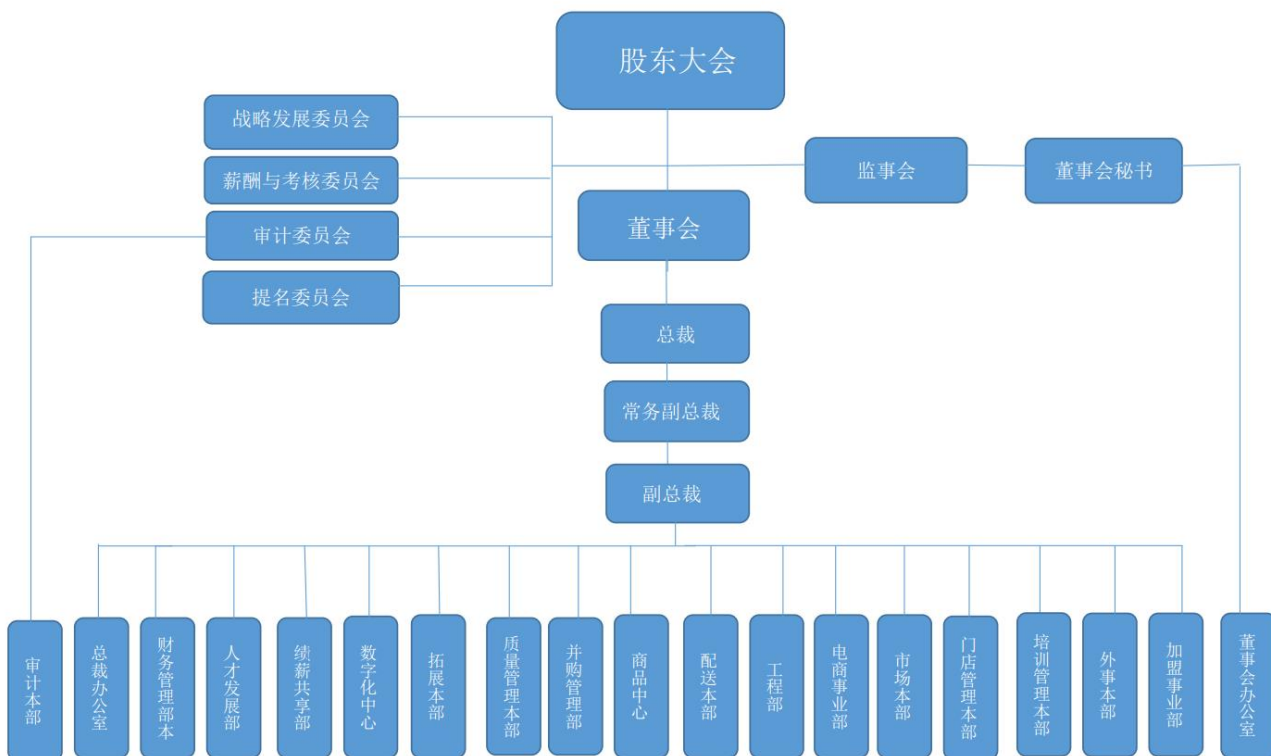 股东大会
战略发展委员会
薪酬与考核委员会
监事会
董事会秘书
审计委员会
董事会
提名委员会
总裁
常务副总裁
副总裁
审计本部
总裁办公室
财务管理部本
人才发展部
绩薪共享部
数字化中心
拓展本部
质量管理本部
并购管理部
商品中心
配送本部
工程部
电商事业部
市场本部
门店管理本部
培训管理本部
外事本部
加盟事业部
董事会办公室